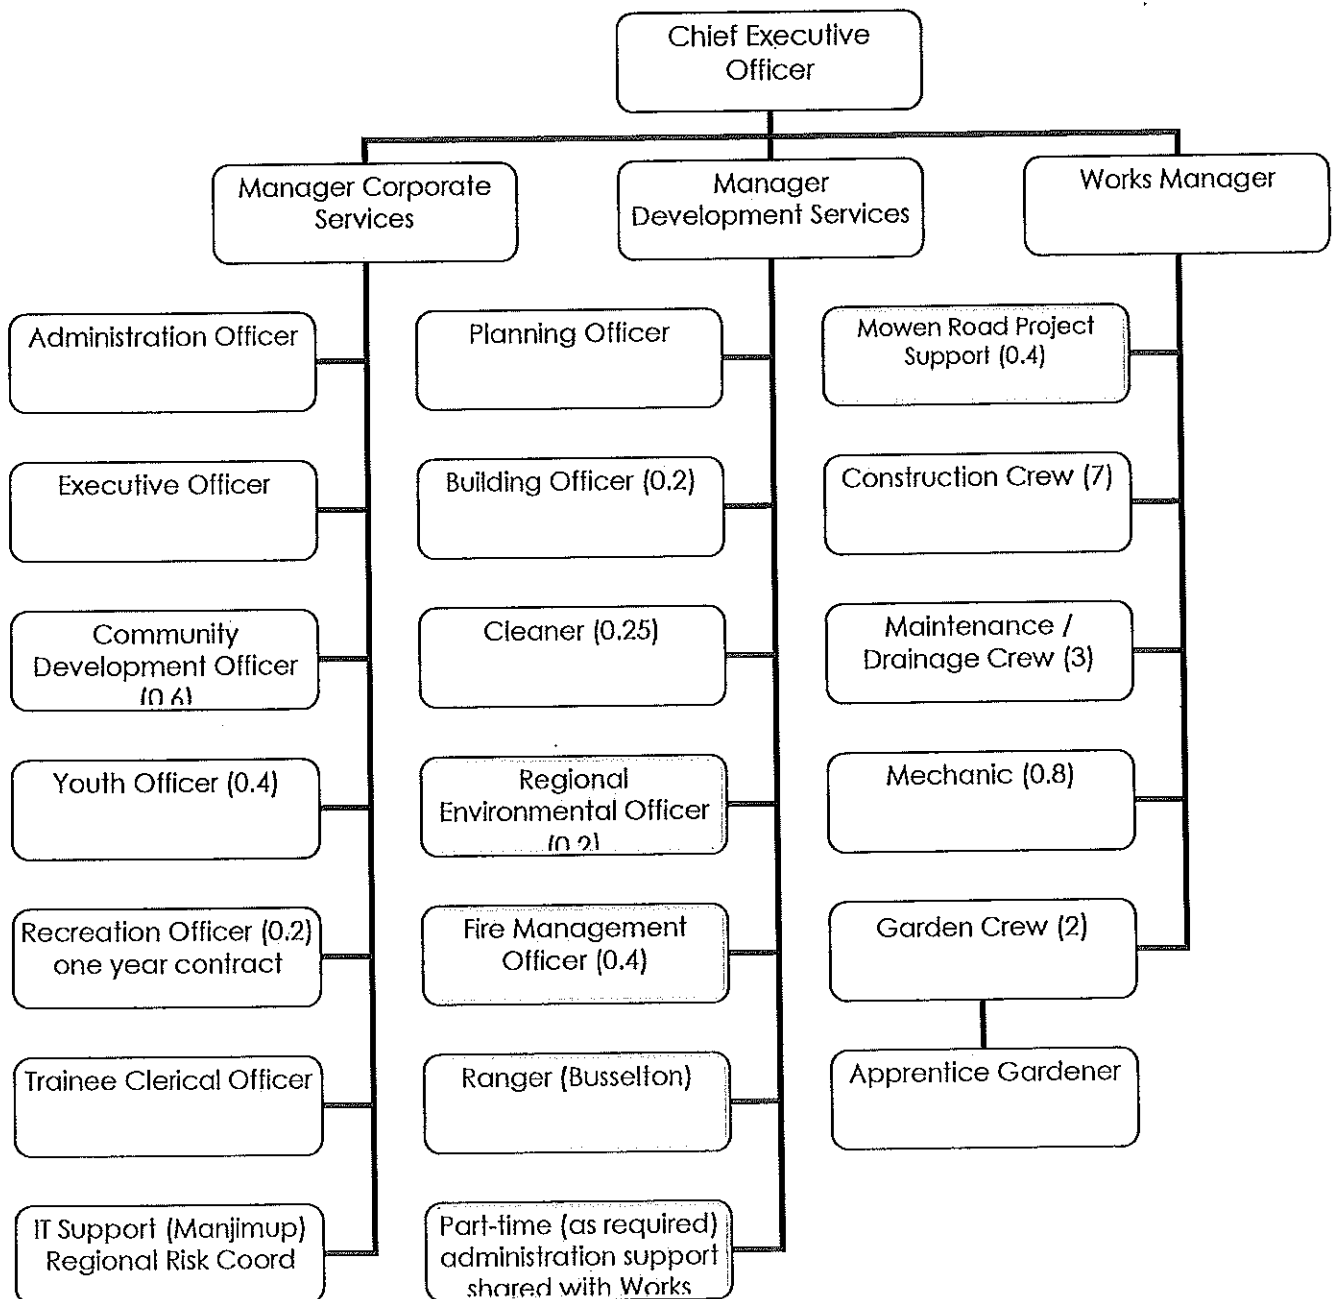 Chief Executive
Officer
Manager Corporate
Services
Manager
Development Services
Works Manager
Administration Officer
Planning Officer
Mowen Road Project
Support (0.4)
Executive Officer
Building Officer (0.2)
Construction Crew (7)
Community
Development Officer
(0.6)
Cleaner (0.25)
Maintenance /
Drainage Crew (3)
Youth Officer (0.4)
Regional
Environmental Officer
(0.2)
Mechanic (0.8)
Recreation Officer (0.2)
one year contract
Fire Management
Officer (0.4)
Garden Crew (2)
Trainee Clerical Officer
Ranger (Busselton)
Apprentice Gardener
IT Support (Manjimup)
Regional Risk Coord
Part-time (as required)
administration support
shared with Works